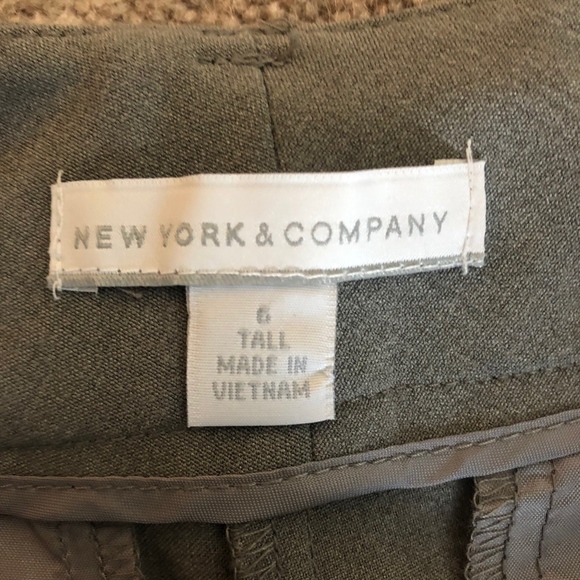 NEW YORK & COMPANY
6
TALL
MADE IN
VIETNAM